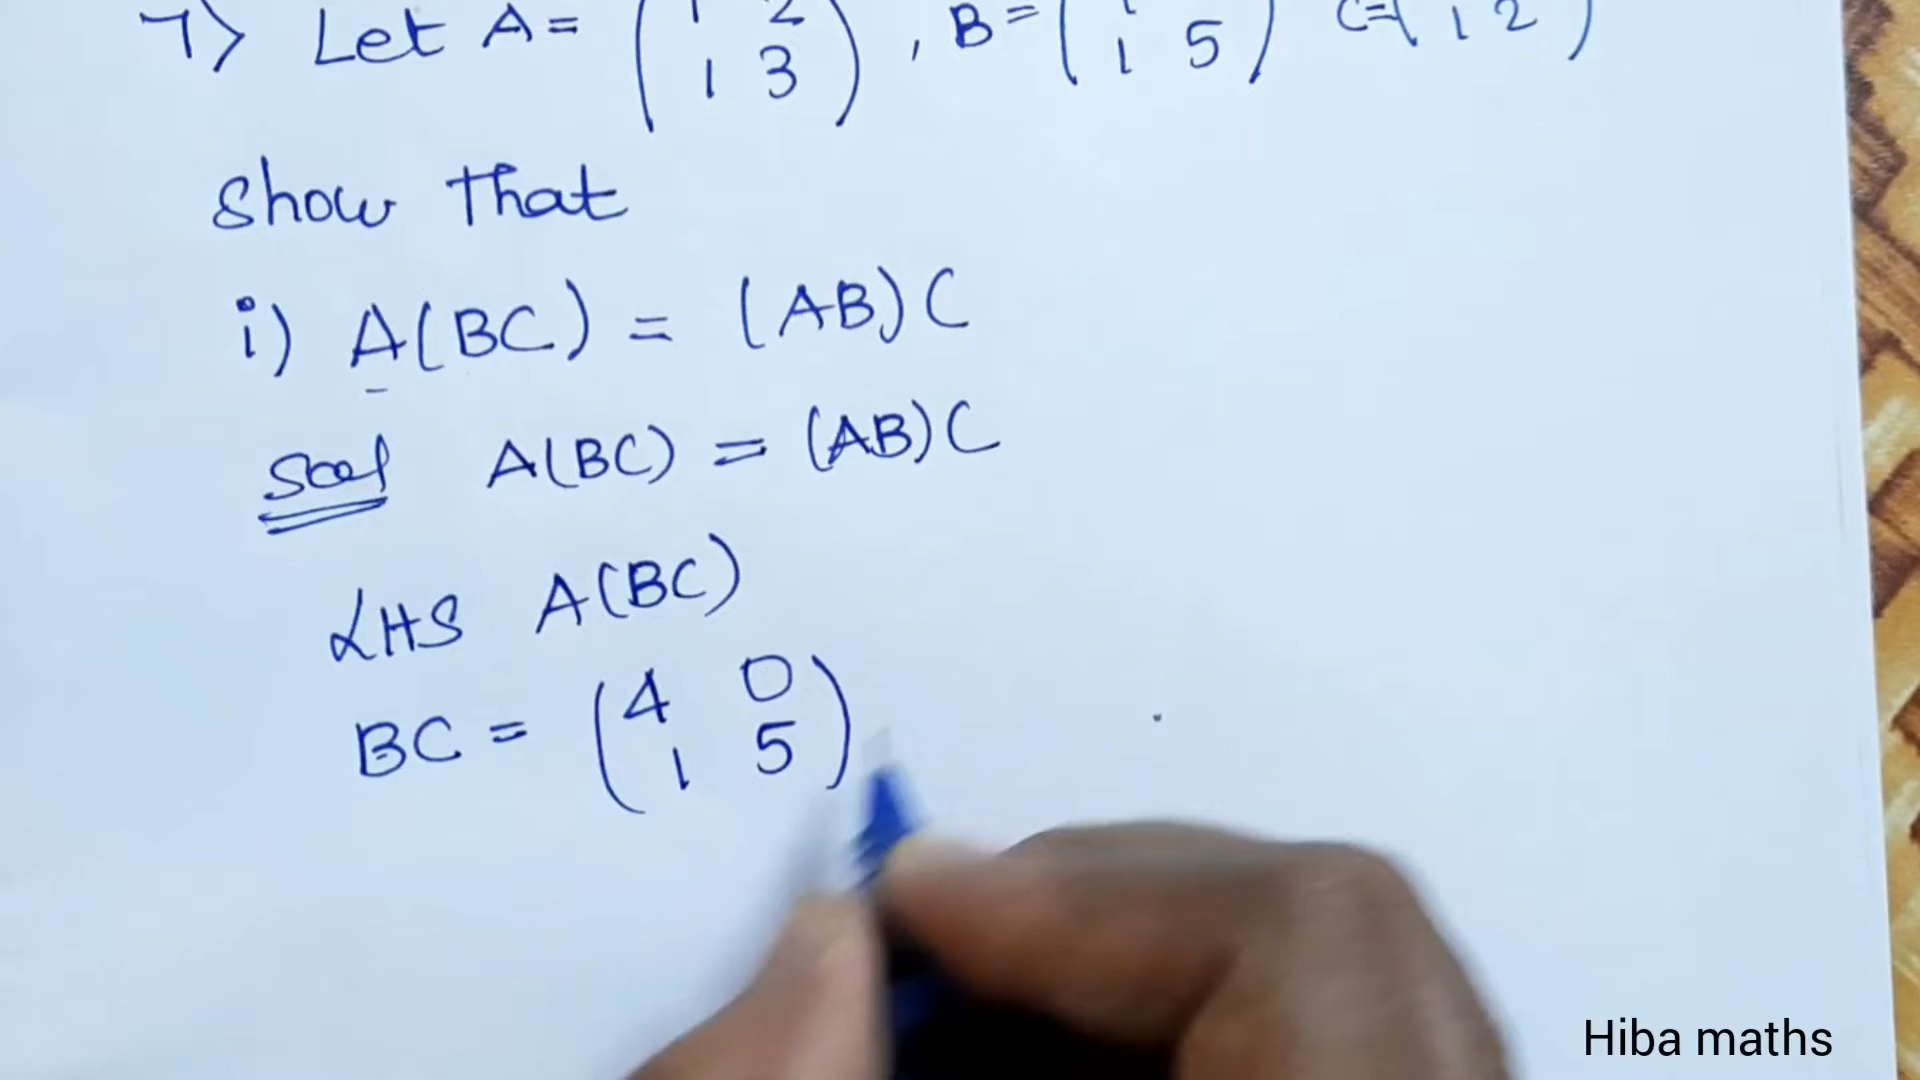 7) Let A = ( 1 2 , B = ( C = ( 1 2 )
1 3 ) 1 5 )
Show that
i) A(BC) = (AB)C
Sol A(BC) = (AB)C
LHS A(BC)
BC = ( 4 0
1 5 )
Hiba maths